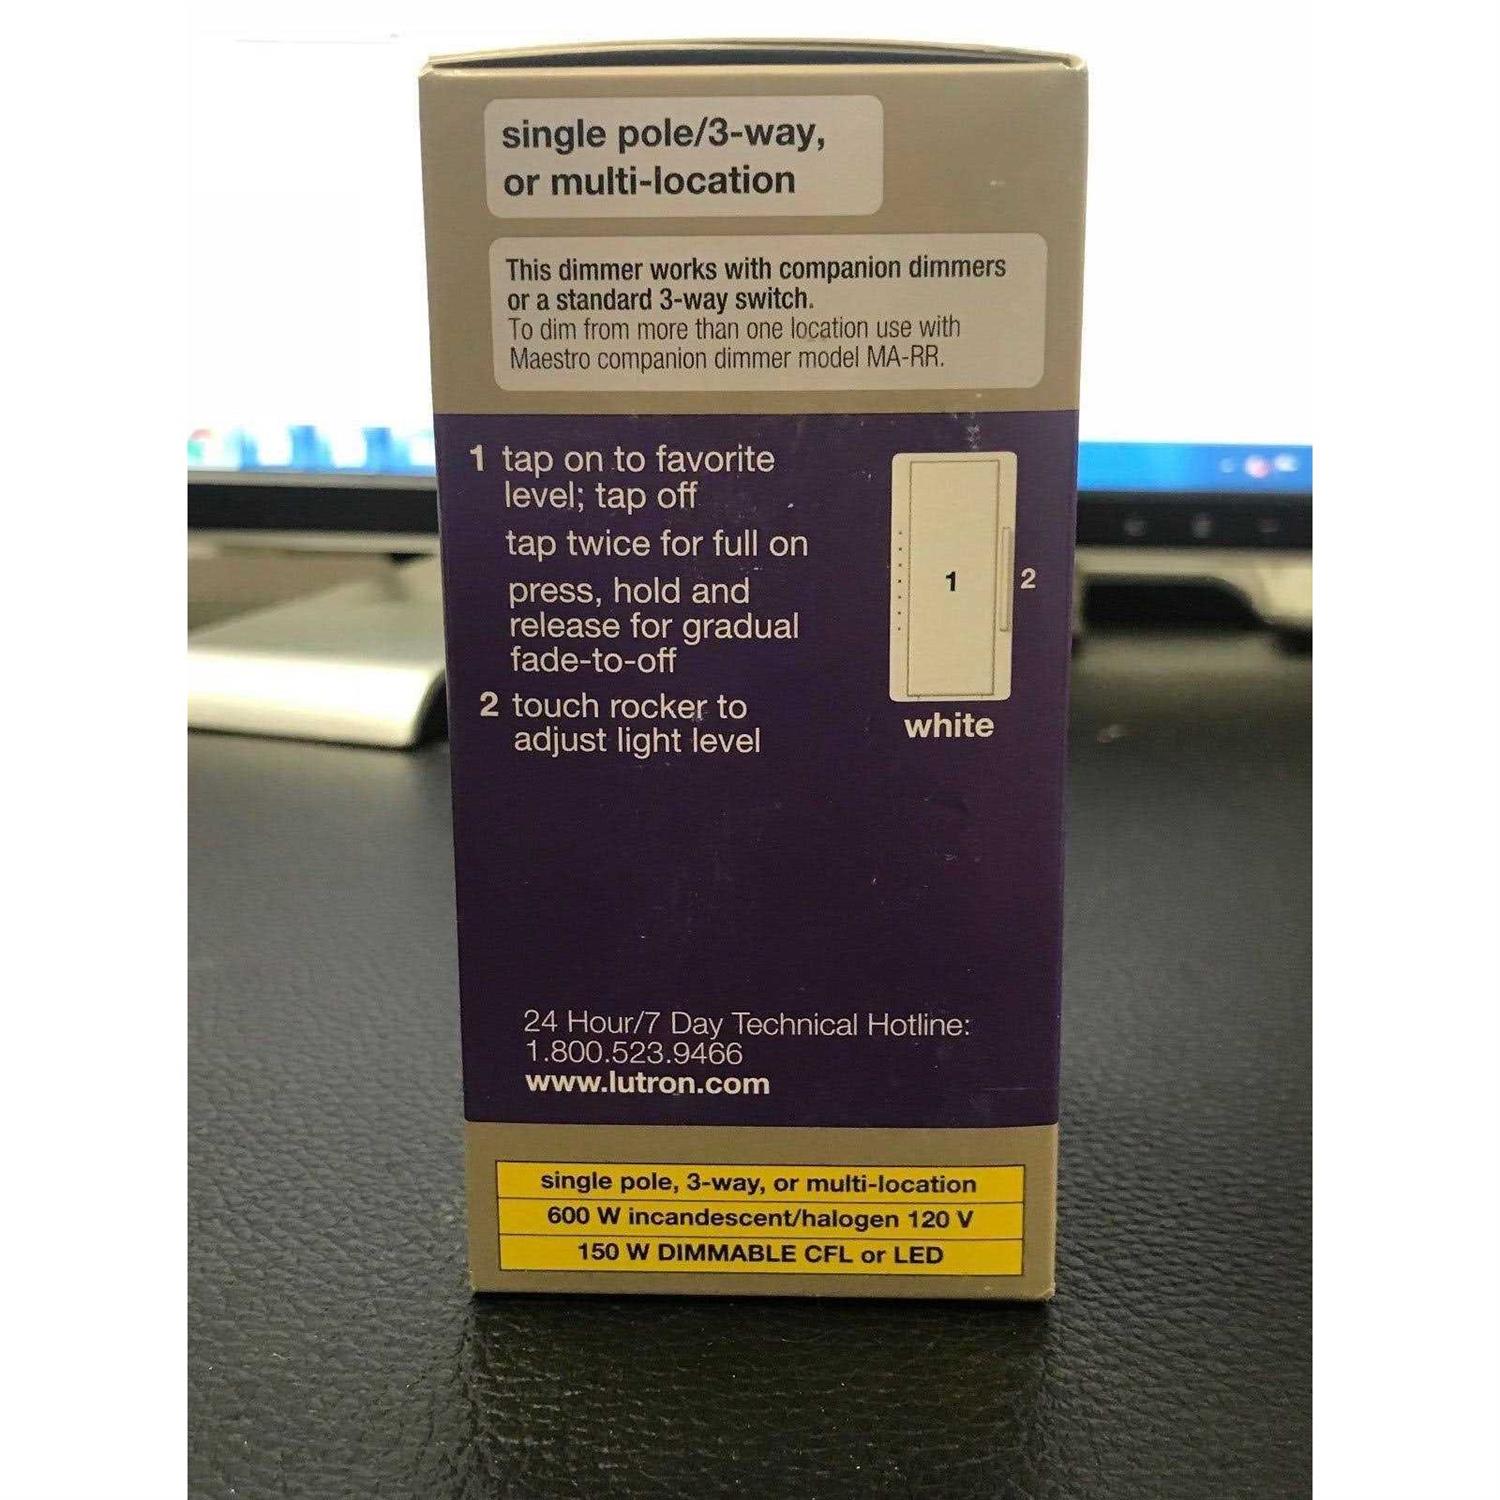 single pole/3-way,
or multi-location
This dimmer works with companion dimmers
or a standard 3-way switch.
To dim from more than one location use with
Maestro companion dimmer model MA-RR.
1 tap on to favorite
level; tap off
tap twice for full on
press, hold and
release for gradual
fade-to-off
2 touch rocker to
adjust light level
1
2
white
24 Hour/7 Day Technical Hotline:
1.800.523.9466
www.lutron.com
single pole, 3-way, or multi-location
600 W incandescent/halogen 120 V
150 W DIMMABLE CFL or LED